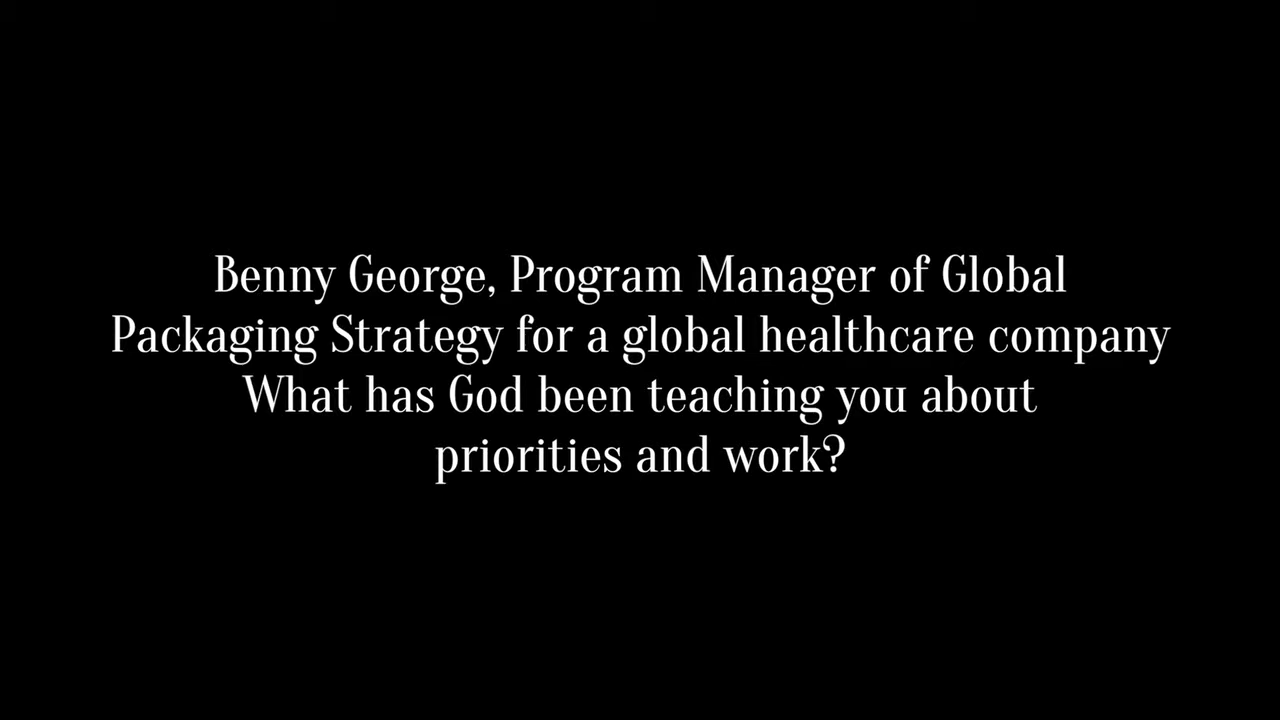 Benny George, Program Manager of Global
Packaging Strategy for a global healthcare company
What has God been teaching you about
priorities and work?